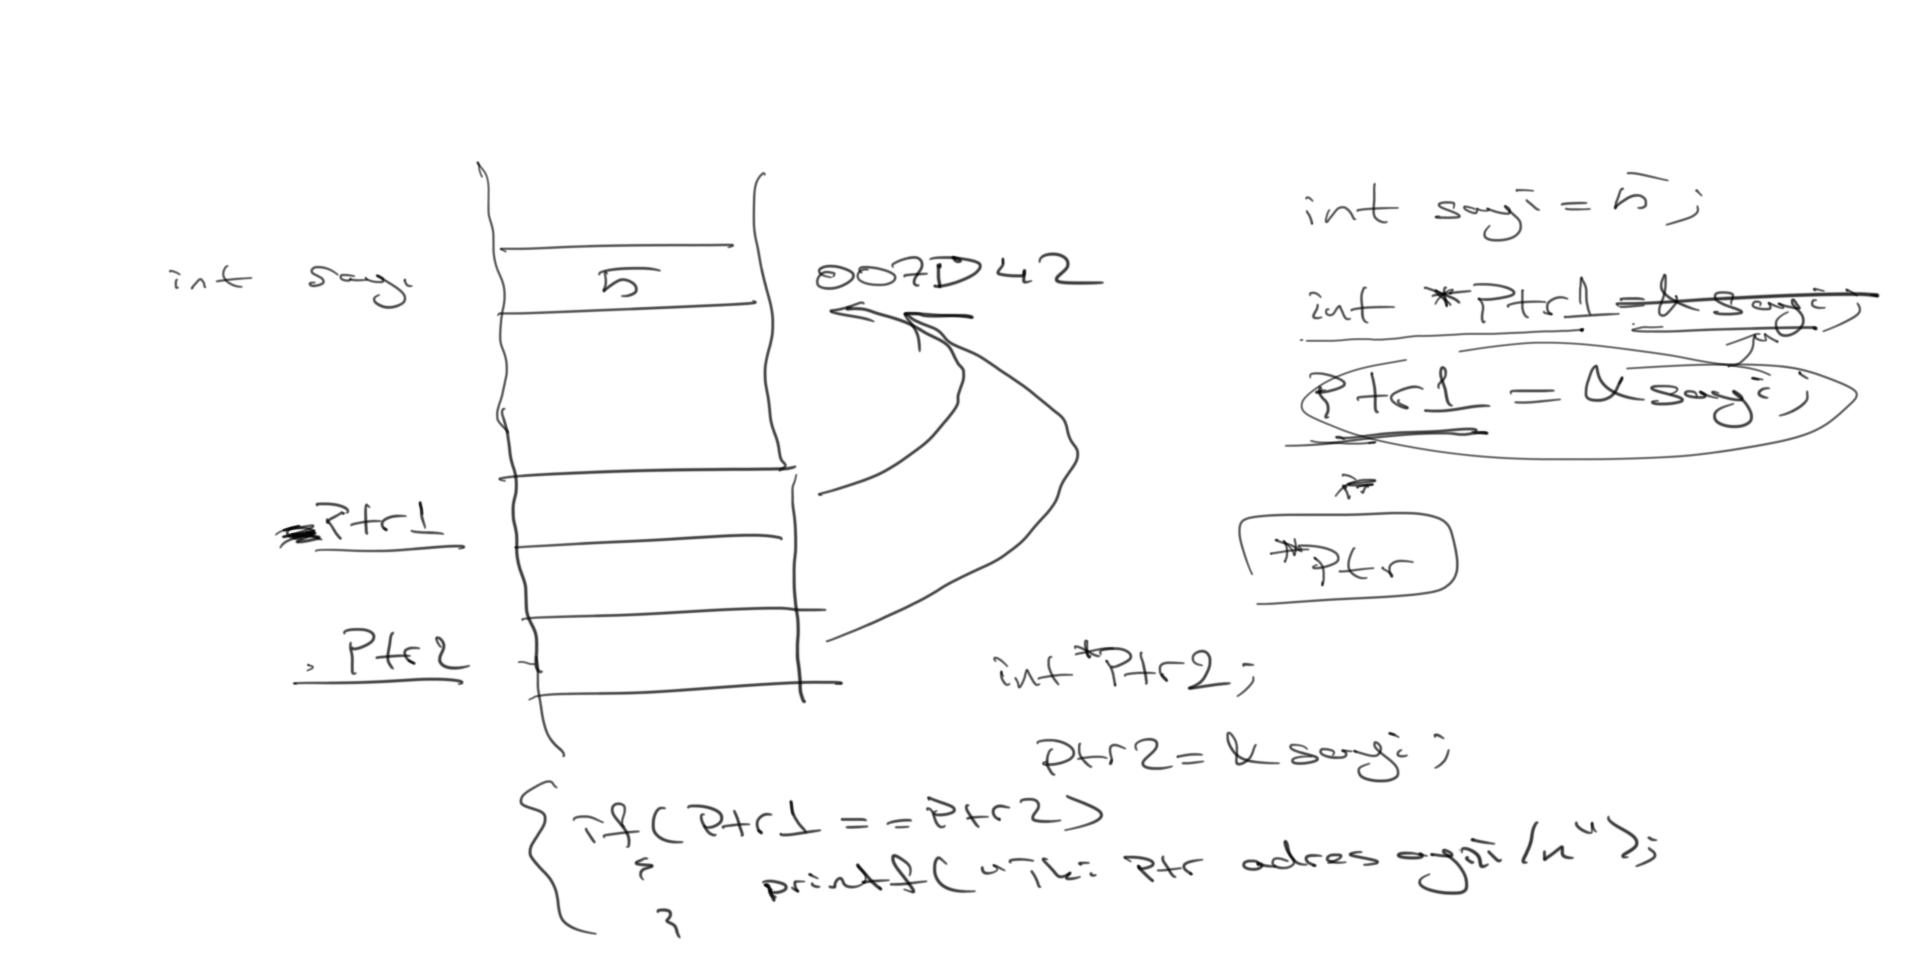 int sayi = 5;
int sayi 5 007D42
int *Ptr1 = & sayi;
Ptr1 = & sayi;
Ptr1
*Ptr
Ptr2
int *Ptr2;
Ptr2 = & sayi;
{ if (Ptr1 == Ptr2)
{ printf("iki Ptr adres ayni /n");
}